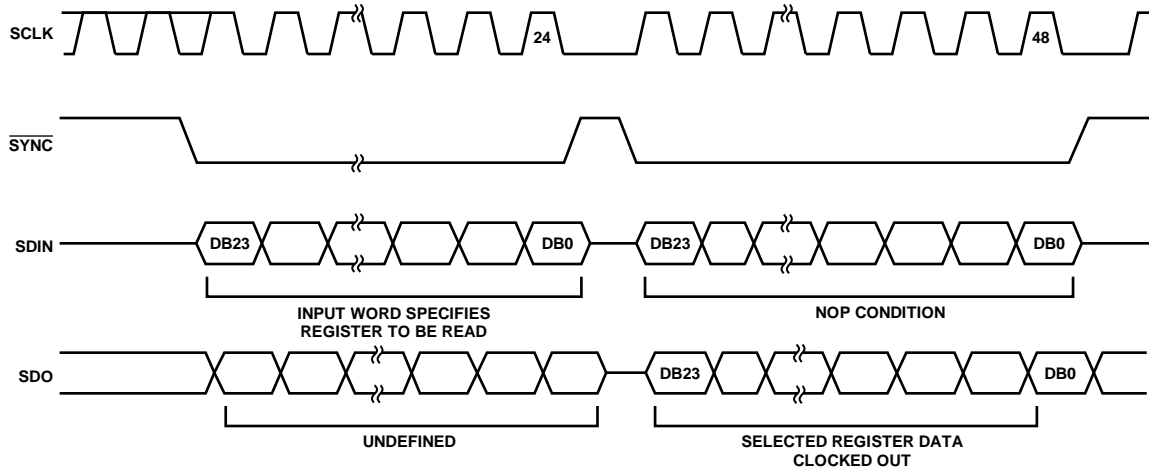 SCLK
24
48
SYNC
SDIN
DB23
DB0
DB23
DB0
INPUT WORD SPECIFIES
REGISTER TO BE READ
NOP CONDITION
SDO
DB23
DB0
UNDEFINED
SELECTED REGISTER DATA
CLOCKED OUT